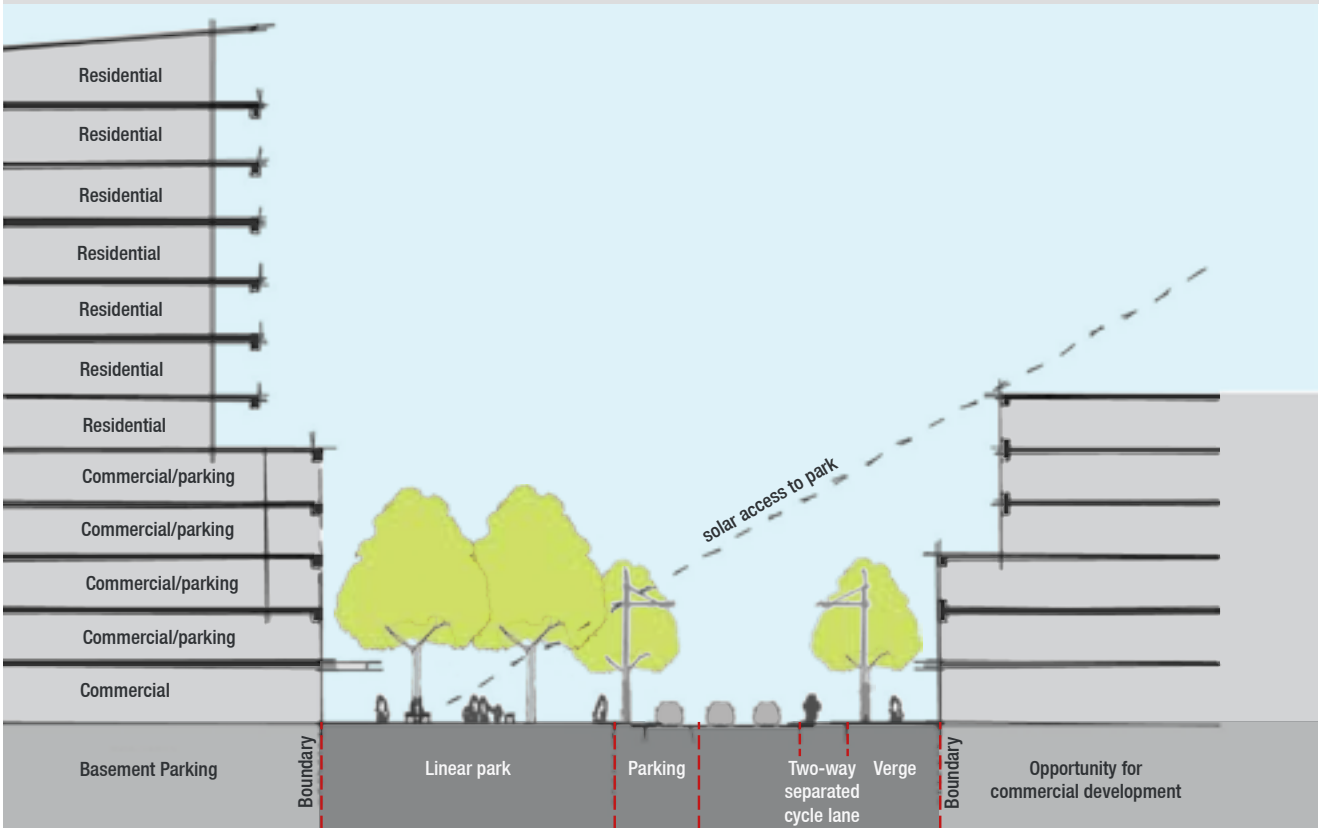 Residential
Residential
Residential
Residential
Residential
Residential
Residential
Commercial/parking
Commercial/parking
Commercial/parking
Commercial/parking
Commercial
solar access to park
Basement Parking
Boundary
Linear park
Parking
Two-way
separated
cycle lane
Verge
Boundary
Opportunity for
commercial development